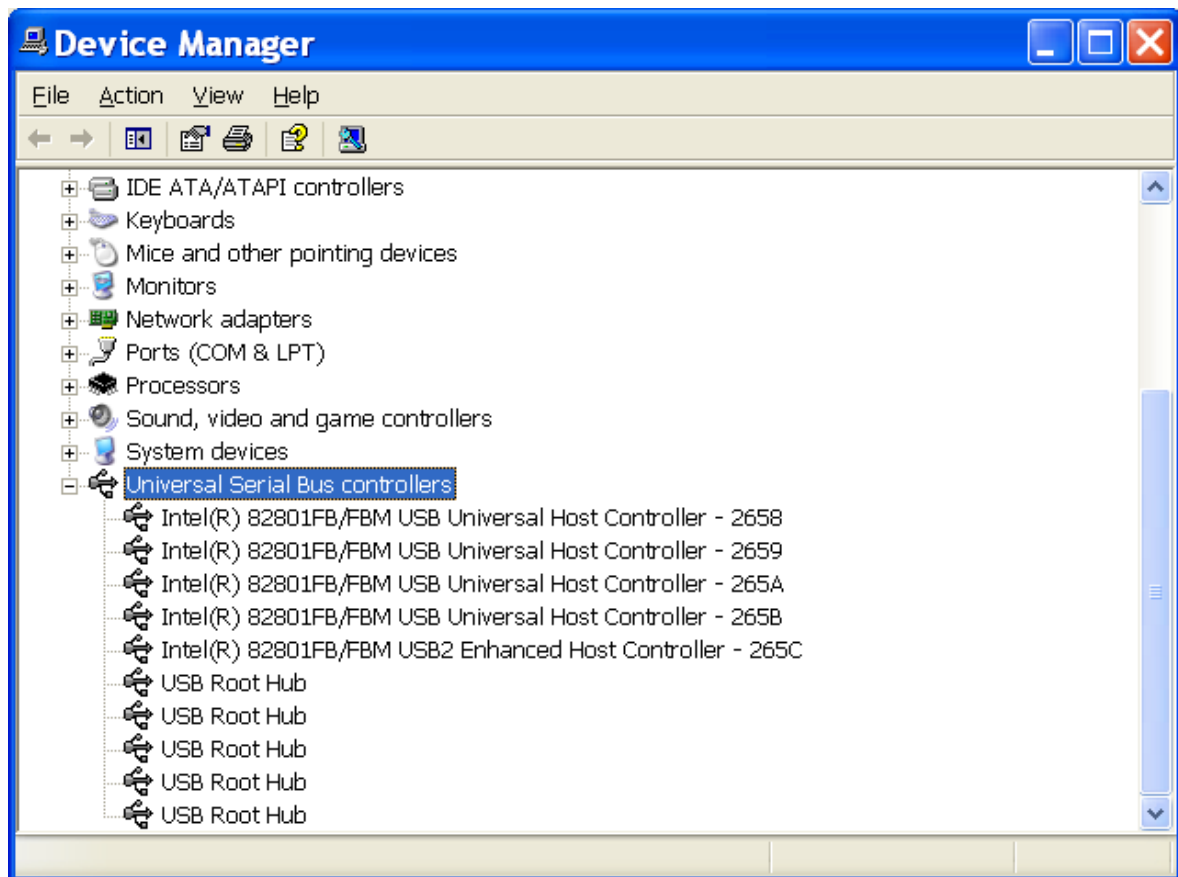 Device Manager
File Action View Help
IDE ATA/ATAPI controllers
Keyboards
Mice and other pointing devices
Monitors
Network adapters
Ports (COM & LPT)
Processors
Sound, video and game controllers
System devices
Universal Serial Bus controllers
Intel(R) 82801FB/FBM USB Universal Host Controller - 2658
Intel(R) 82801FB/FBM USB Universal Host Controller - 2659
Intel(R) 82801FB/FBM USB Universal Host Controller - 265A
Intel(R) 82801FB/FBM USB Universal Host Controller - 265B
Intel(R) 82801FB/FBM USB2 Enhanced Host Controller - 265C
USB Root Hub
USB Root Hub
USB Root Hub
USB Root Hub
USB Root Hub